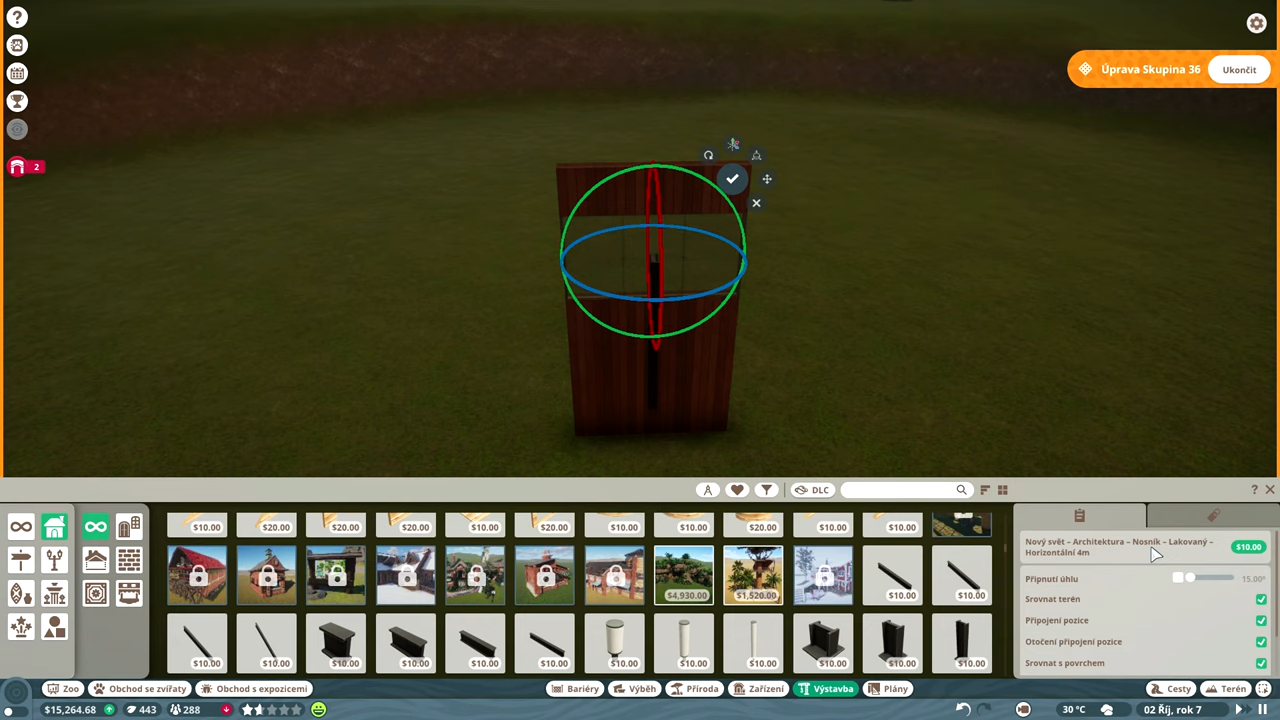 ?
Úprava Skupina 36
Ukončit
2
DLC
?
$10.00 $20.00 $20.00 $20.00 $10.00 $20.00 $10.00 $10.00 $20.00 $10.00 $10.00
$4,930.00 $1,520.00 $10.00 $10.00
$10.00 $10.00 $10.00 $10.00 $10.00 $10.00 $10.00 $10.00 $10.00 $10.00 $10.00 $10.00
Nový svět – Architektura – Nosník – Lakovaný –
Horizontální 4m
$10.00
Připnutí úhlu
15.00°
Srovnat terén
Připojení pozice
Otočení připojení pozice
Srovnat s povrchem
Zoo
Obchod se zvířaty
Obchod s expozicemi
Bariéry
Výběh
Příroda
Zařízení
Výstavba
Plány
Cesty
Terén
$15,264.68
443
288
30 °C
02 Říj, rok 7